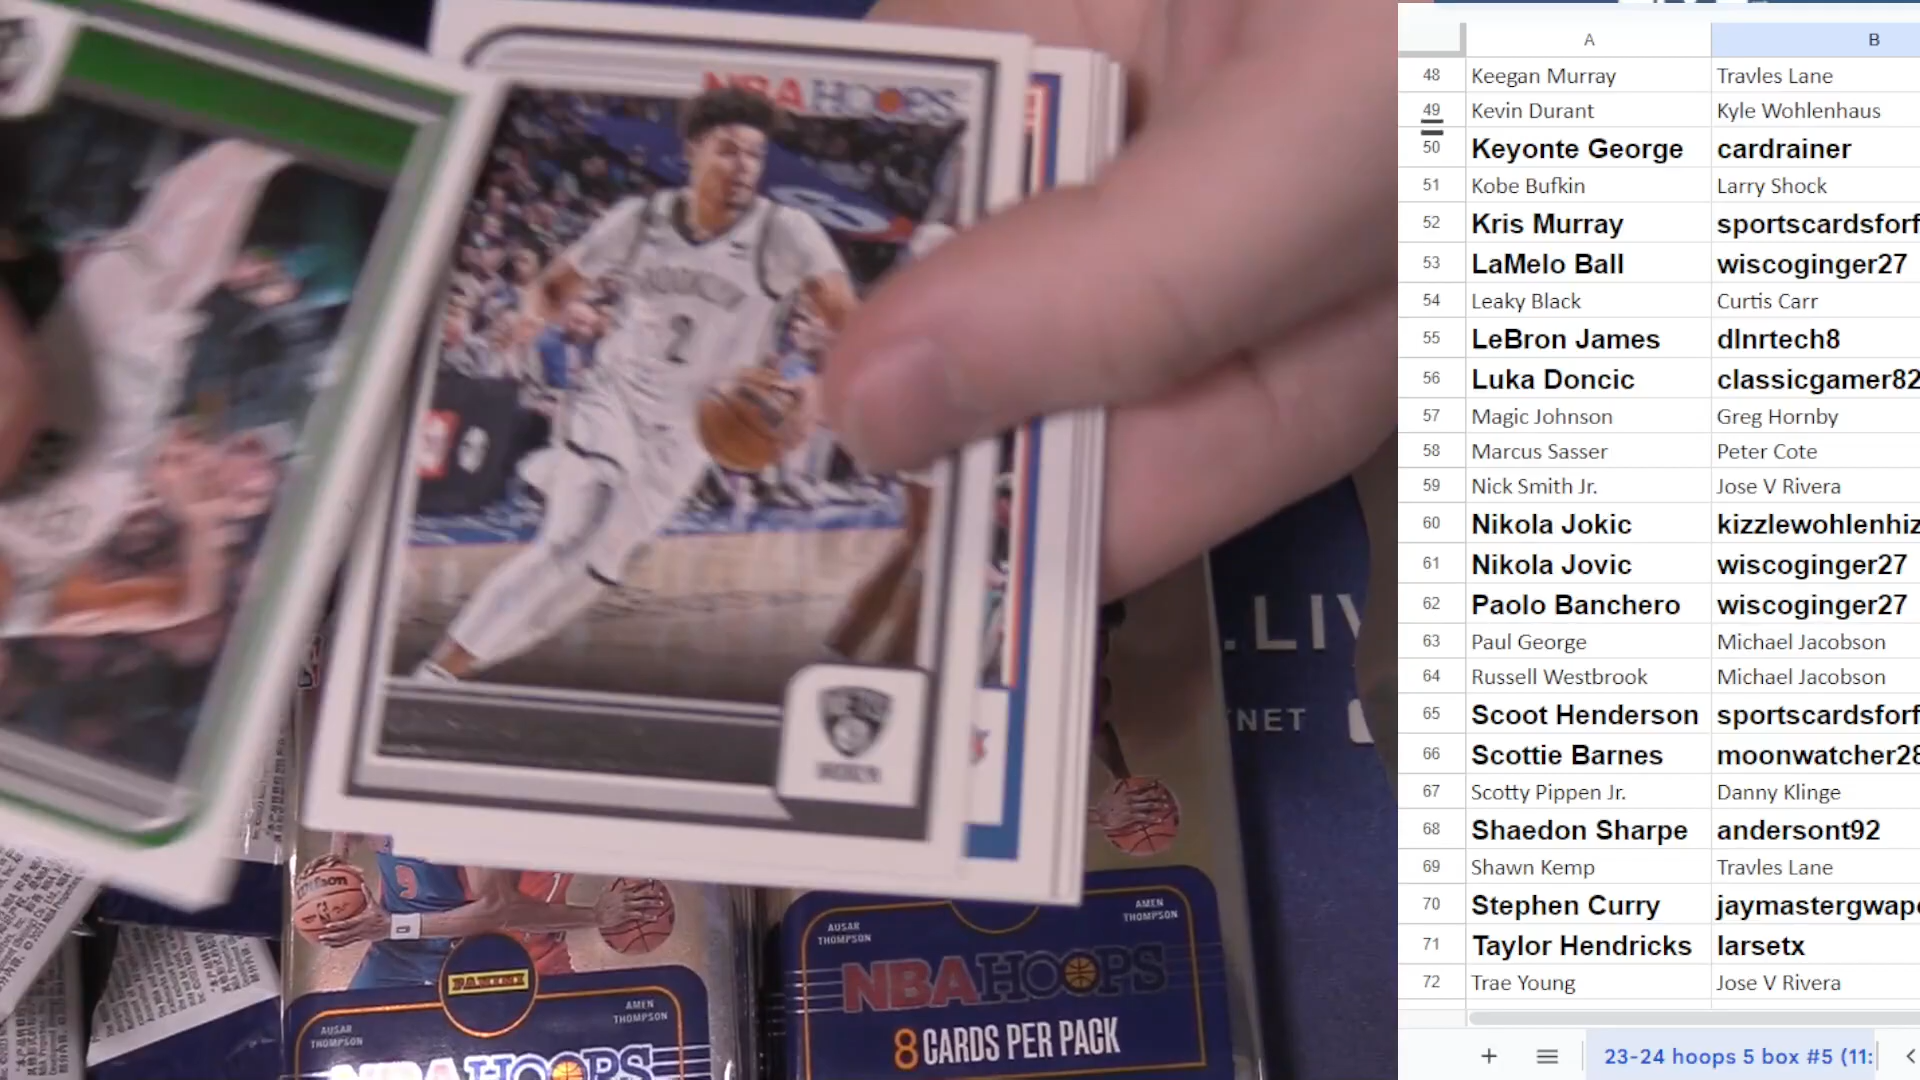 NBA HOOPS
BROOKLYN
2
.LIV
NET
Wilson
9
PANINI
AUSAR THOMPSON
AMEN THOMPSON
NBA HOOPS
AUSAR THOMPSON
AMEN THOMPSON
NBA HOOPS
8 CARDS PER PACK
A B
48 Keegan Murray Travles Lane
49 Kevin Durant Kyle Wohlenhaus
50 Keyonte George cardrainer
51 Kobe Bufkin Larry Shock
52 Kris Murray sportscardsforf
53 LaMelo Ball wiscoginger27
54 Leaky Black Curtis Carr
55 LeBron James dlnrtech8
56 Luka Doncic classicgamer82
57 Magic Johnson Greg Hornby
58 Marcus Sasser Peter Cote
59 Nick Smith Jr. Jose V Rivera
60 Nikola Jokic kizzlewohlenhiz
61 Nikola Jovic wiscoginger27
62 Paolo Banchero wiscoginger27
63 Paul George Michael Jacobson
64 Russell Westbrook Michael Jacobson
65 Scoot Henderson sportscardsforf
66 Scottie Barnes moonwatcher28
67 Scotty Pippen Jr. Danny Klinge
68 Shaedon Sharpe andersont92
69 Shawn Kemp Travles Lane
70 Stephen Curry jaymastergwap
71 Taylor Hendricks larsetx
72 Trae Young Jose V Rivera
23-24 hoops 5 box #5 (11: